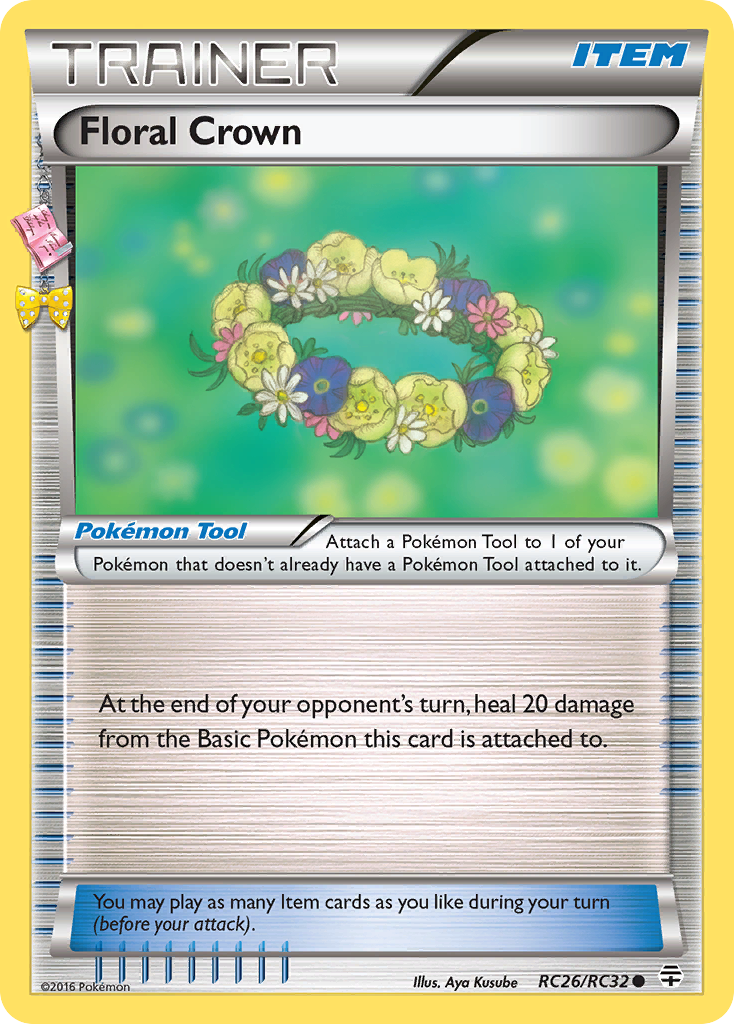 TRAINER
ITEM
Floral Crown
Pokémon Tool
Attach a Pokémon Tool to 1 of your
Pokémon that doesn't already have a Pokémon Tool attached to it.
At the end of your opponent's turn, heal 20 damage
from the Basic Pokémon this card is attached to.
You may play as many Item cards as you like during your turn
(before your attack).
©2016 Pokémon
Illus. Aya Kusube
RC26/RC32